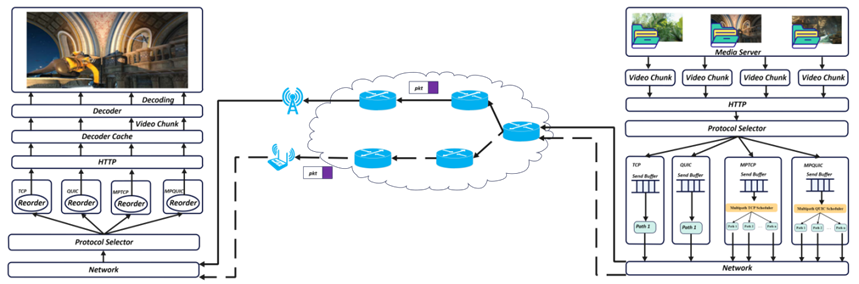 Decoding
Decoder
Video Chunk
Decoder Cache
HTTP
TCP
Reorder
QUIC
Reorder
MPTCP
Reorder
MPQUIC
Reorder
Protocol Selector
Network
pkt
pkt
Media Server
Video Chunk
Video Chunk
Video Chunk
Video Chunk
HTTP
Protocol Selector
TCP
Send Buffer
Path 1
QUIC
Send Buffer
Path 1
MPTCP
Send Buffer
Multipath TCP Scheduler
Path 1
Path 2
...
Path n
MPQUIC
Send Buffer
Multipath QUIC Scheduler
Path 1
Path 2
...
Path n
Network